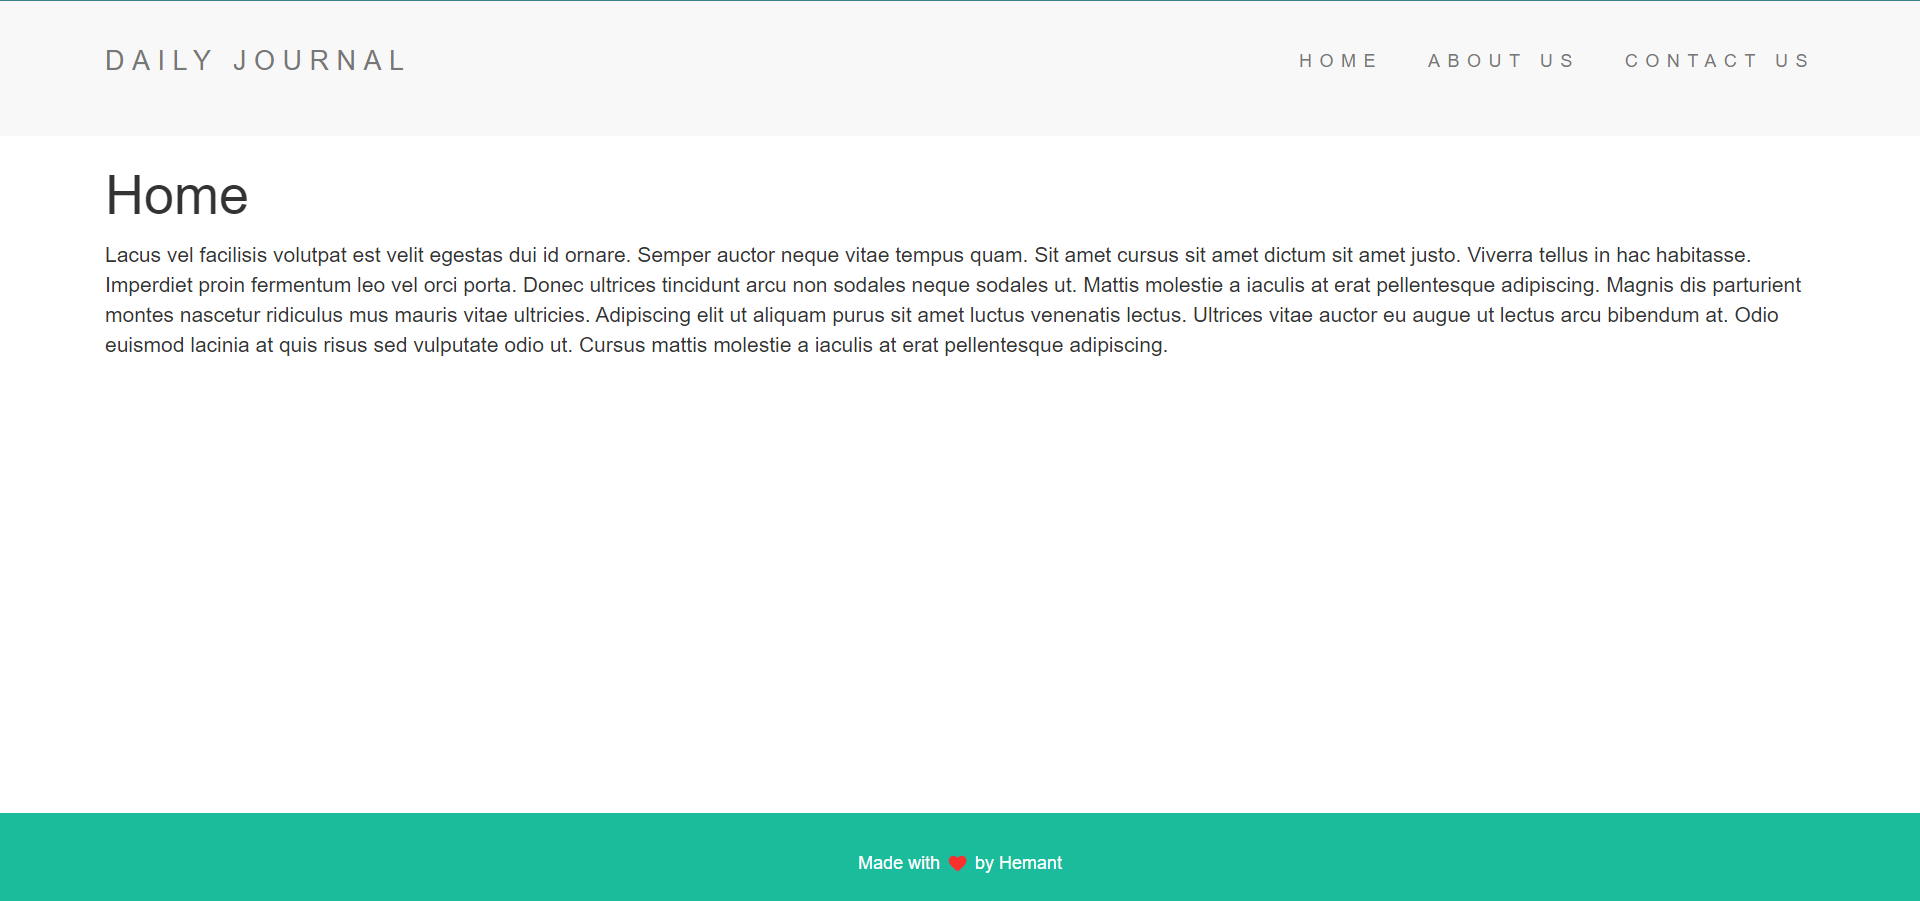 DAILY JOURNAL
HOME ABOUT US CONTACT US
Home
Lacus vel facilisis volutpat est velit egestas dui id ornare. Semper auctor neque vitae tempus quam. Sit amet cursus sit amet dictum sit amet justo. Viverra tellus in hac habitasse.
Imperdiet proin fermentum leo vel orci porta. Donec ultrices tincidunt arcu non sodales neque sodales ut. Mattis molestie a iaculis at erat pellentesque adipiscing. Magnis dis parturient
montes nascetur ridiculus mus mauris vitae ultricies. Adipiscing elit ut aliquam purus sit amet luctus venenatis lectus. Ultrices vitae auctor eu augue ut lectus arcu bibendum at. Odio
euismod lacinia at quis risus sed vulputate odio ut. Cursus mattis molestie a iaculis at erat pellentesque adipiscing.
Made with ❤ by Hemant